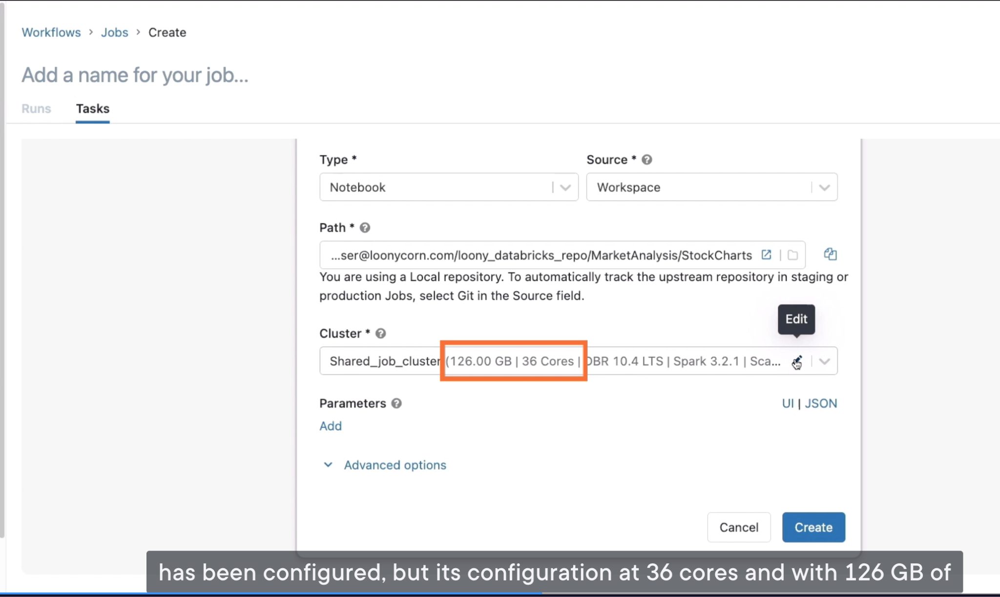 Workflows > Jobs > Create
Add a name for your job...
Runs Tasks
Type * Source *
Notebook Workspace
Path *
...ser@loonycorn.com/loony_databricks_repo/MarketAnalysis/StockCharts
You are using a Local repository. To automatically track the upstream repository in staging or
production Jobs, select Git in the Source field.
Edit
Cluster *
Shared_job_cluster (126.00 GB | 36 Cores | DBR 10.4 LTS | Spark 3.2.1 | Sca...
Parameters UI | JSON
Add
Advanced options
Cancel Create
has been configured, but its configuration at 36 cores and with 126 GB of